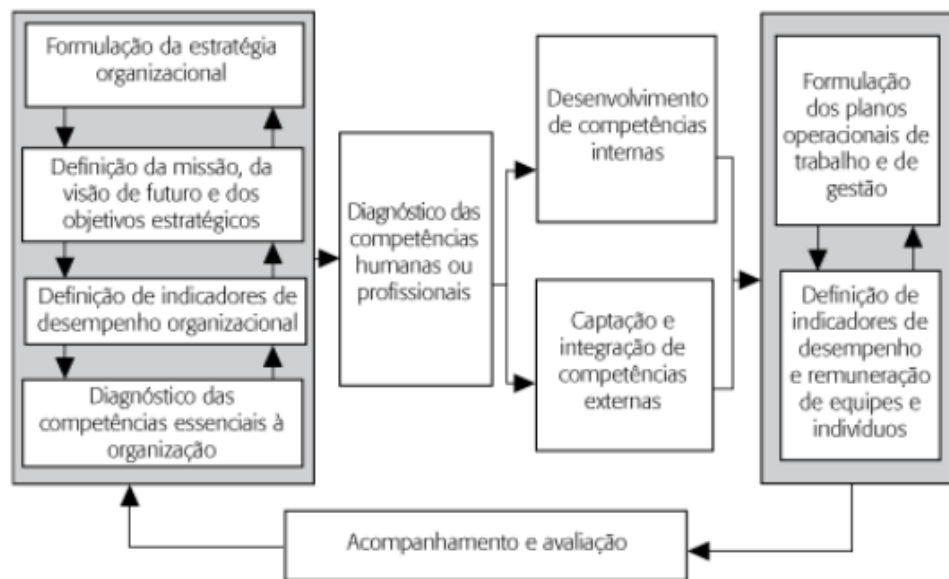 Formulação da estratégia
organizacional
Definição da missão, da
visão de futuro e dos
objetivos estratégicos
Definição de indicadores de
desempenho organizacional
Diagnóstico das
competências essenciais à
organização
Diagnóstico das
competências
humanas ou
profissionais
Desenvolvimento
de competências
internas
Captação e
integração de
competências
externas
Formulação
dos planos
operacionais de
trabalho e de
gestão
Definição de
indicadores de
desempenho
e remuneração
de equipes e
indivíduos
Acompanhamento e avaliação